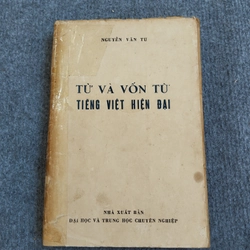 NGUYỄN VĂN TU
TỪ VÀ VỐN TỪ
TIẾNG VIỆT HIỆN ĐẠI
NHÀ XUẤT BẢN
ĐẠI HỌC VÀ TRUNG HỌC CHUYÊN NGHIỆP